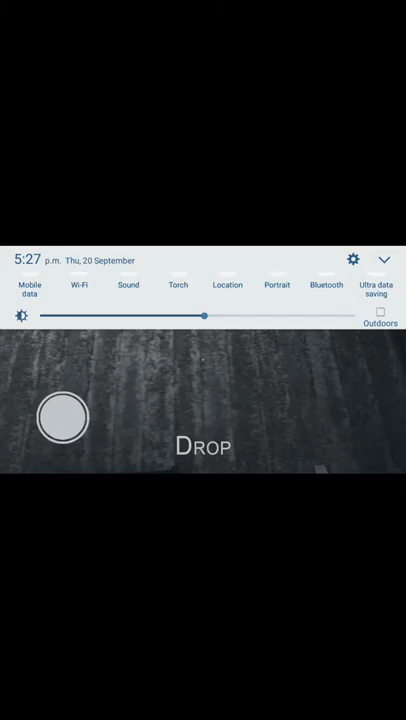 5:27 p.m. Thu, 20 September
Mobile data
Wi-Fi
Sound
Torch
Location
Portrait
Bluetooth
Ultra data saving
Outdoors
DROP